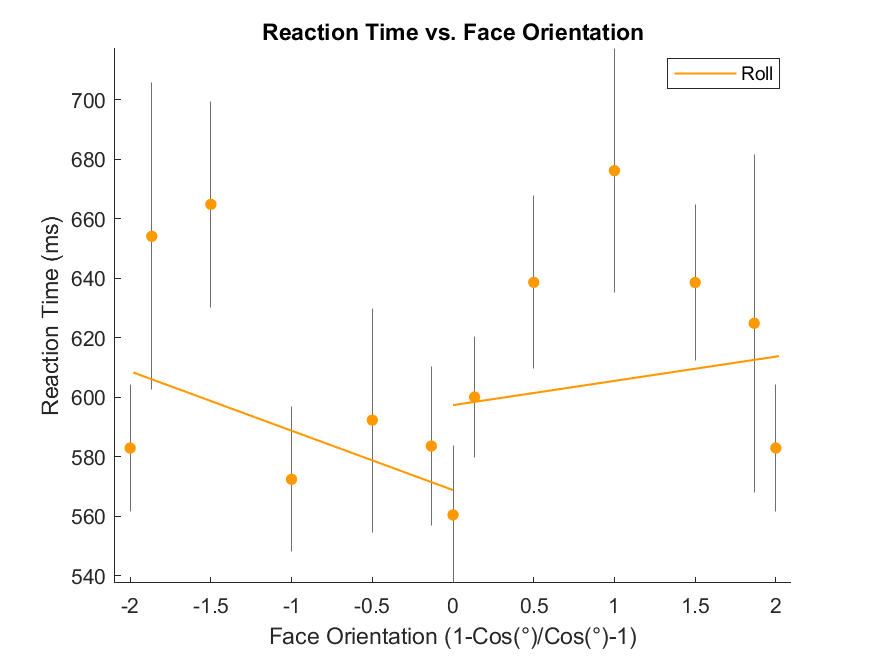 Reaction Time vs. Face Orientation
Roll
Reaction Time (ms)
700
680
660
640
620
600
580
560
540
-2 -1.5 -1 -0.5 0 0.5 1 1.5 2
Face Orientation (1-Cos(°)/Cos(°)-1)